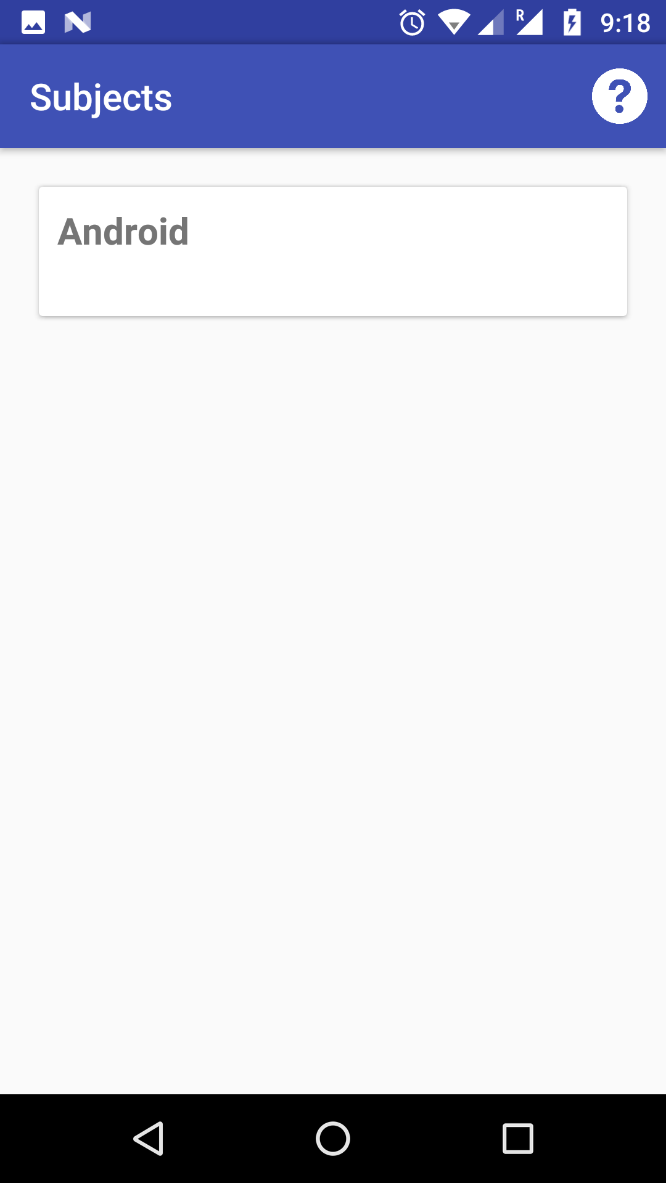 R 9:18
Subjects
?
Android